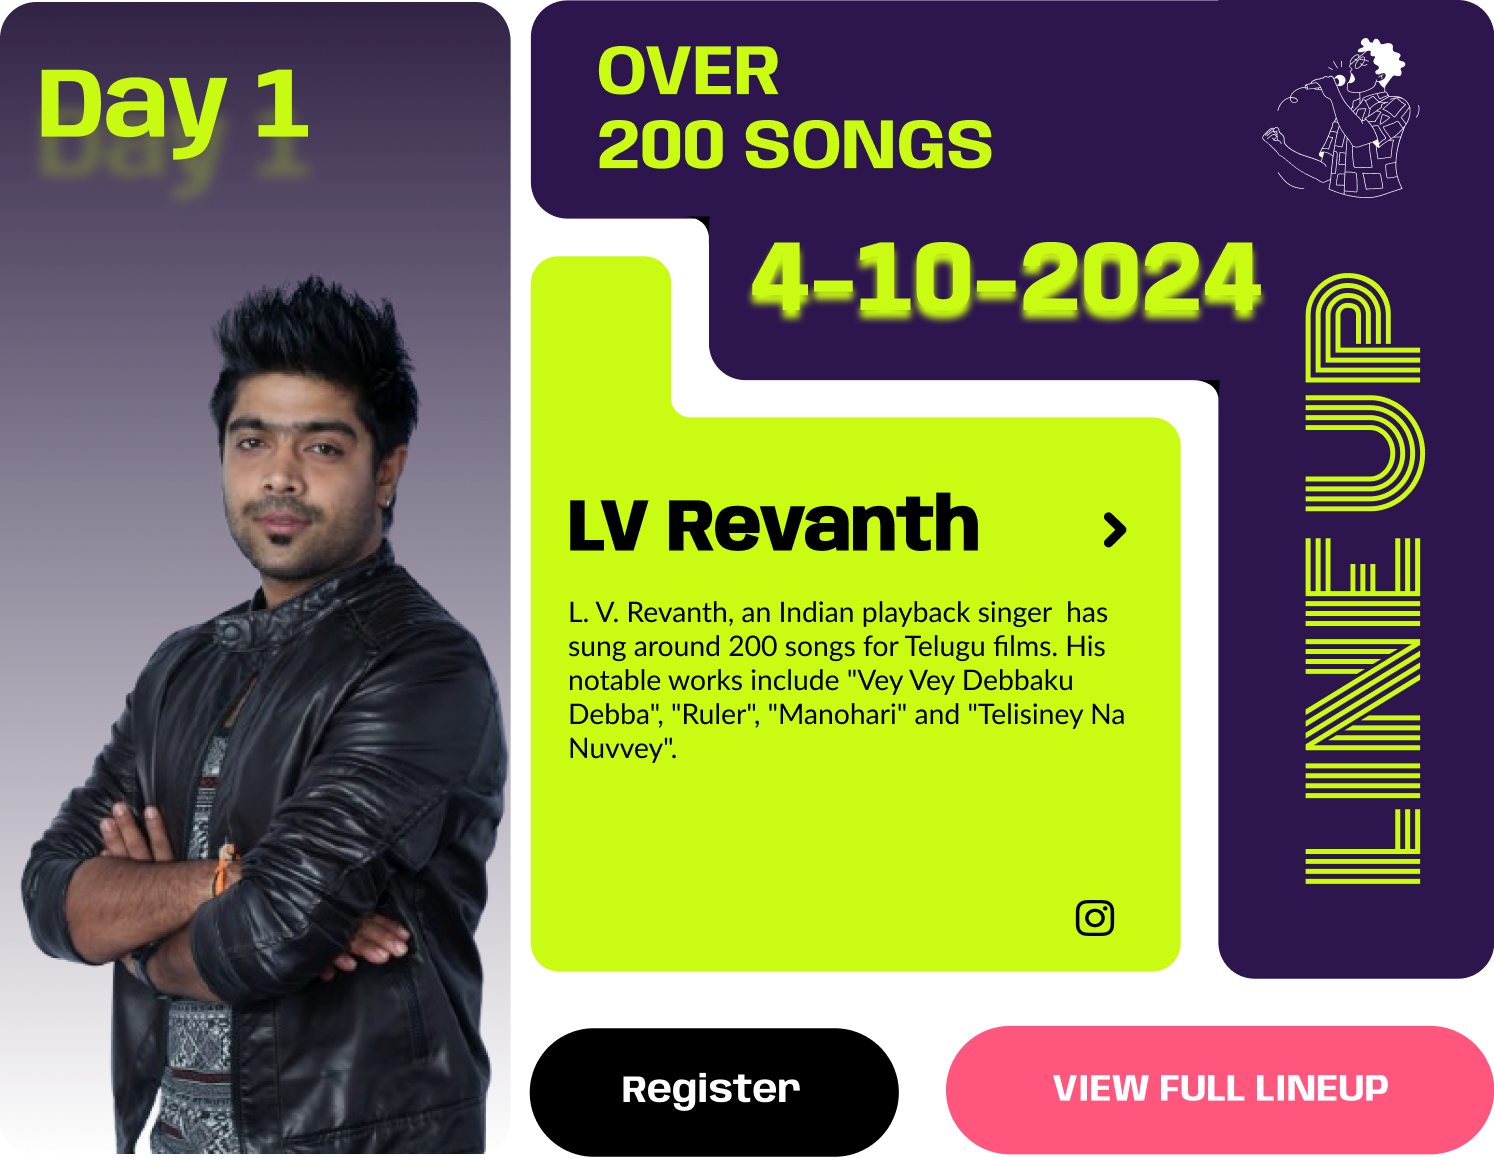 Day 1
OVER
200 SONGS
4-10-2024
LINE UP
LV Revanth
L. V. Revanth, an Indian playback singer  has
sung around 200 songs for Telugu films. His
notable works include "Vey Vey Debbaku
Debba", "Ruler", "Manohari" and "Telisiney Na
Nuvvey".
Register
VIEW FULL LINEUP